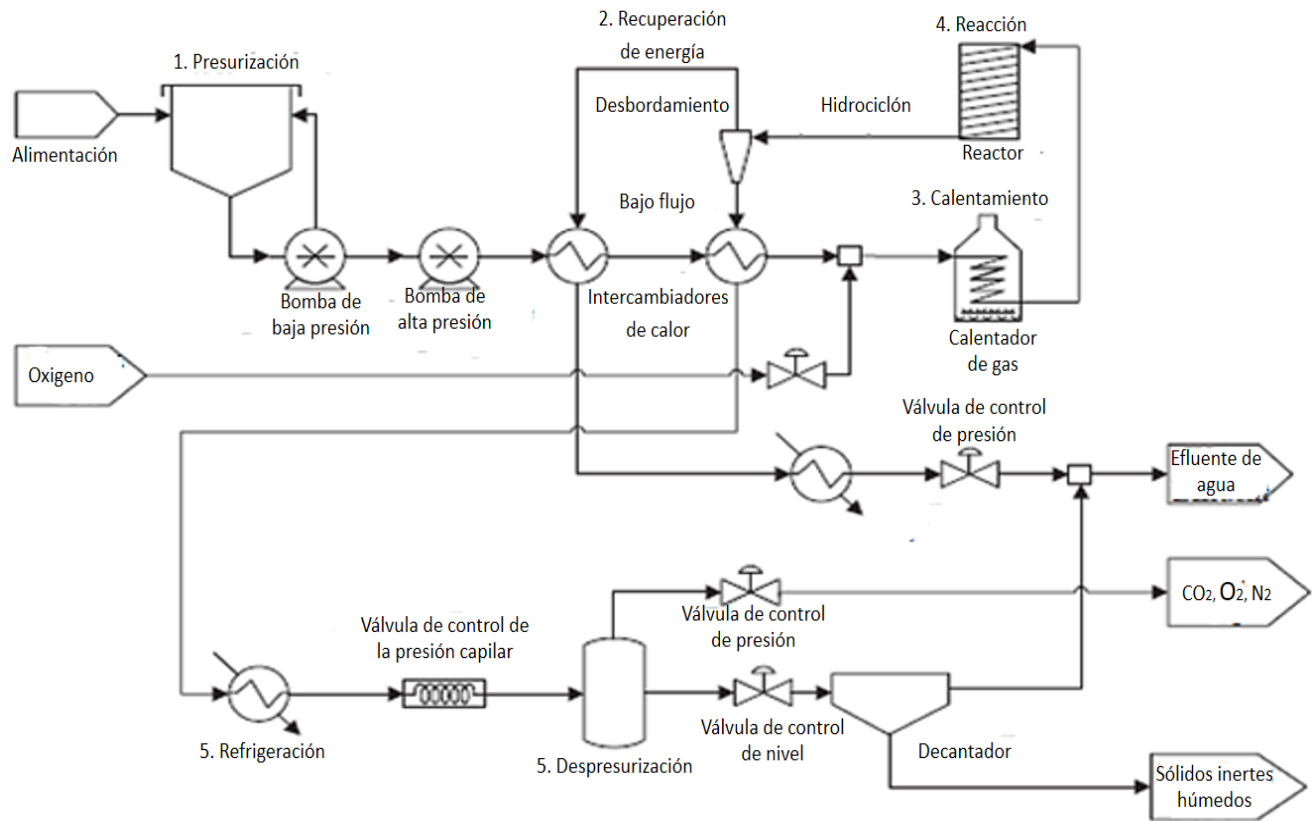 2. Recuperación
de energía
4. Reacción
1. Presurización
Desbordamiento
Hidrociclón
Alimentación
Reactor
Bajo flujo
3. Calentamiento
Bomba de
baja presión
Bomba de
alta presión
Intercambiadores
de calor
Calentador
de gas
Oxigeno
Válvula de control
de presión
Efluente de
agua
CO2, O2, N2
Válvula de control de
la presión capilar
Válvula de control
de presión
5. Refrigeración
5. Despresurización
Válvula de control
de nivel
Decantador
Sólidos inertes
húmedos